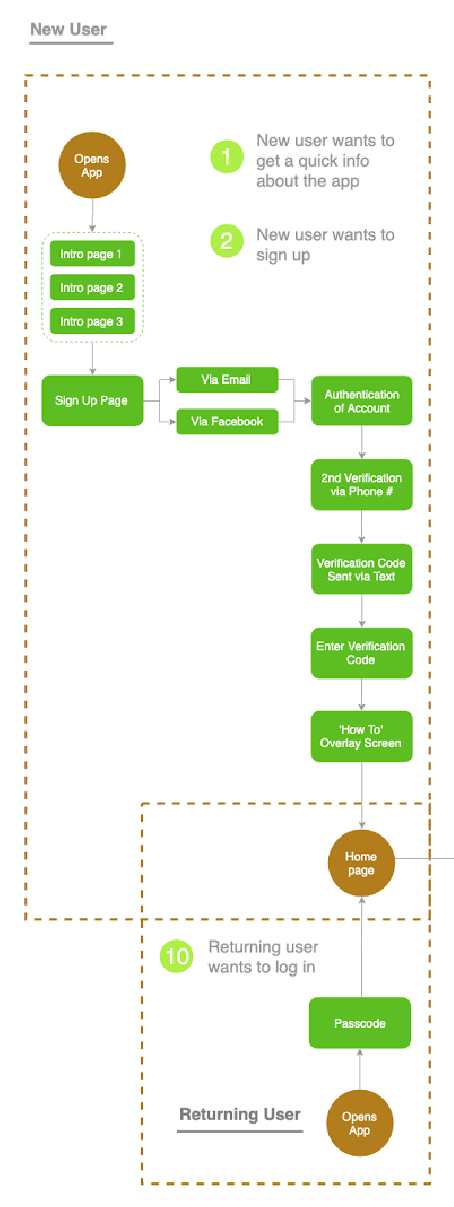 New User
Opens
App
1
New user wants to
get a quick info
about the app
2
New user wants to
sign up
Intro page 1
Intro page 2
Intro page 3
Sign Up Page
Via Email
Via Facebook
Authentication
of Account
2nd Verification
via Phone #
Verification Code
Sent via Text
Enter Verification
Code
'How To'
Overlay Screen
Home
page
10
Returning user
wants to log in
Passcode
Returning User
Opens
App